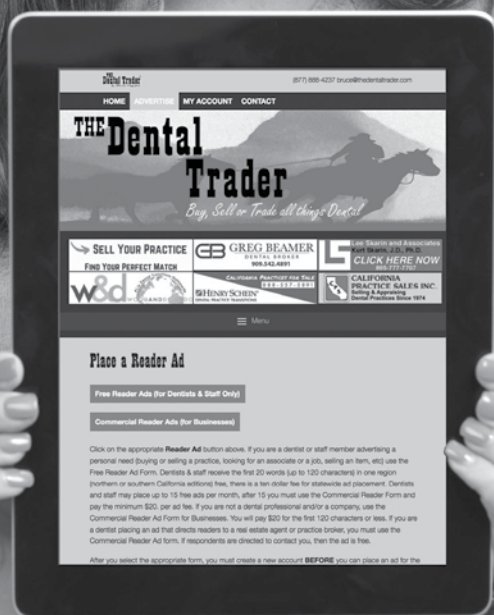 THE
Dental Trader
(877) 888-4237 bruce@thedentaltrader.com
HOME ADVERTISE MY ACCOUNT CONTACT
THE Dental
Trader
Buy, Sell or Trade all things Dental
SELL YOUR PRACTICE
FIND YOUR PERFECT MATCH
w&d
GREG BEAMER
DENTAL BROKER
909.542.4891
CALIFORNIA PRACTICES FOR SALE
HENRY SCHEIN
DENTAL PRACTICE TRANSITIONS
Lee Skarin and Associates
Kurt Skarin, J.D., Ph.D.
CLICK HERE NOW
805-777-7707
CALIFORNIA
PRACTICE SALES INC.
Selling & Appraising
Dental Practices Since 1974
Menu
Place a Reader Ad
Free Reader Ads (for Dentists & Staff Only)
Commercial Reader Ads (for Businesses)
Click on the appropriate Reader Ad button above. If you are a dentist or staff member advertising a
personal need (buying or selling a practice, looking for an associate or a job, selling an item, etc) use the
Free Reader Ad Form. Dentists & staff receive the first 20 words (up to 120 characters) in one region
(northern or southern California editions) free, there is a ten dollar fee for statewide ad placement. Dentists
and staff may place up to 15 free ads per month, after 15 you must use the Commercial Reader Form and
pay the minimum $20. per ad fee. If you are not a dental professional and/or a company, use the
Commercial Reader Ad Form for Businesses. You will pay $20 for the first 120 characters or less. If you are
a dentist placing an ad that directs readers to a real estate agent or practice broker, you must use the
Commercial Reader Ad form. If respondents are directed to contact you, then the ad is free.
After you select the appropriate form, you must create a new account BEFORE you can place an ad for the